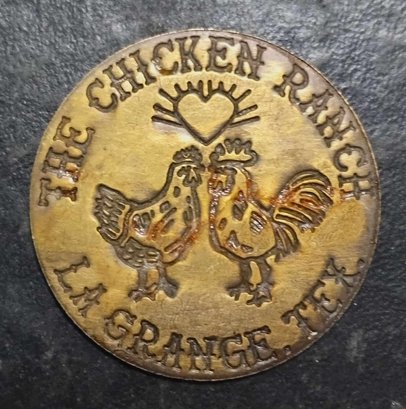 THE CHICKEN RANCH
LA GRANGE, TEX.